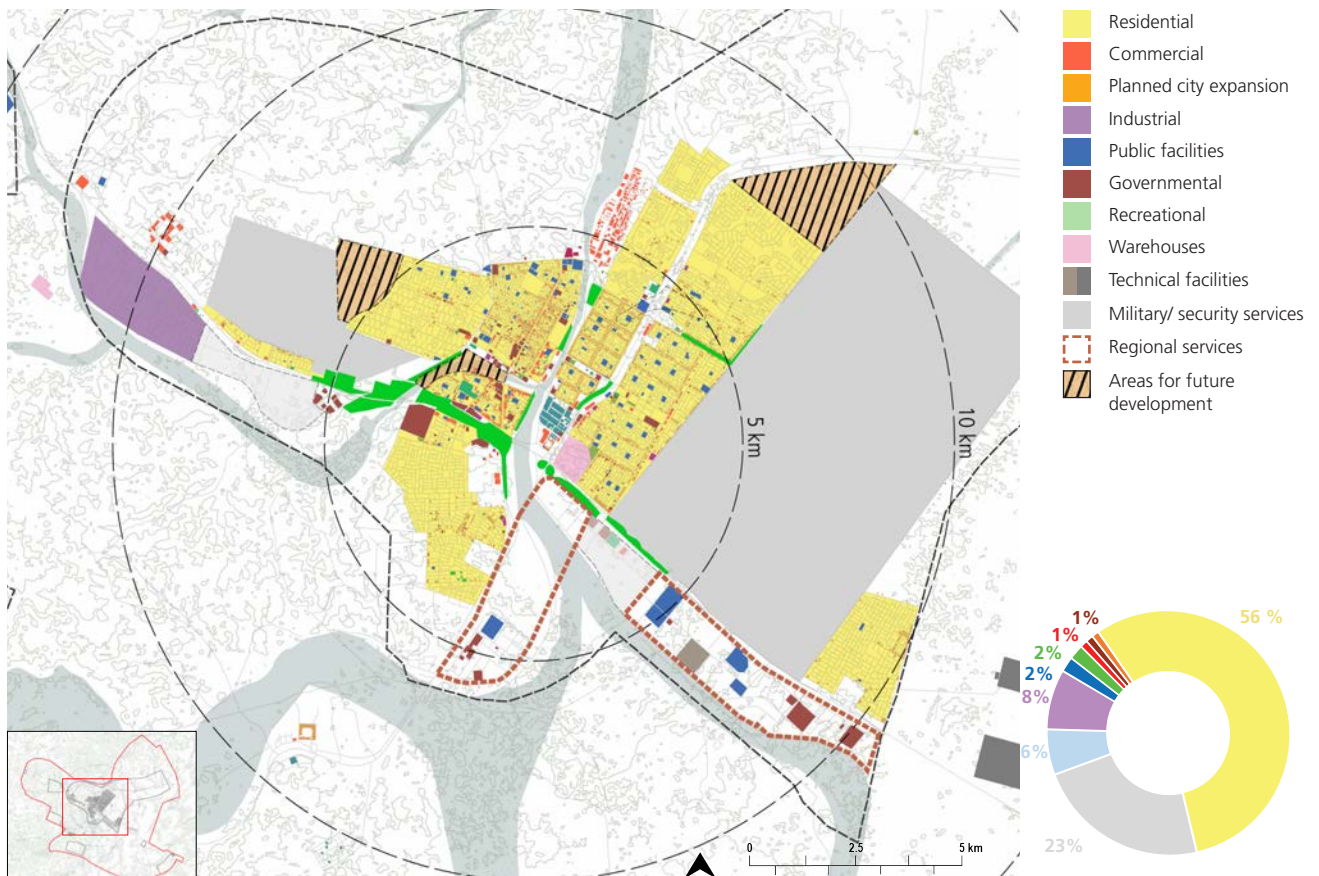 Residential
Commercial
Planned city expansion
Industrial
Public facilities
Governmental
Recreational
Warehouses
Technical facilities
Military/ security services
Regional services
Areas for future
development
5 km
10 km
0
2.5
5 km
1%
1%
2%
2%
8%
6%
23%
56 %